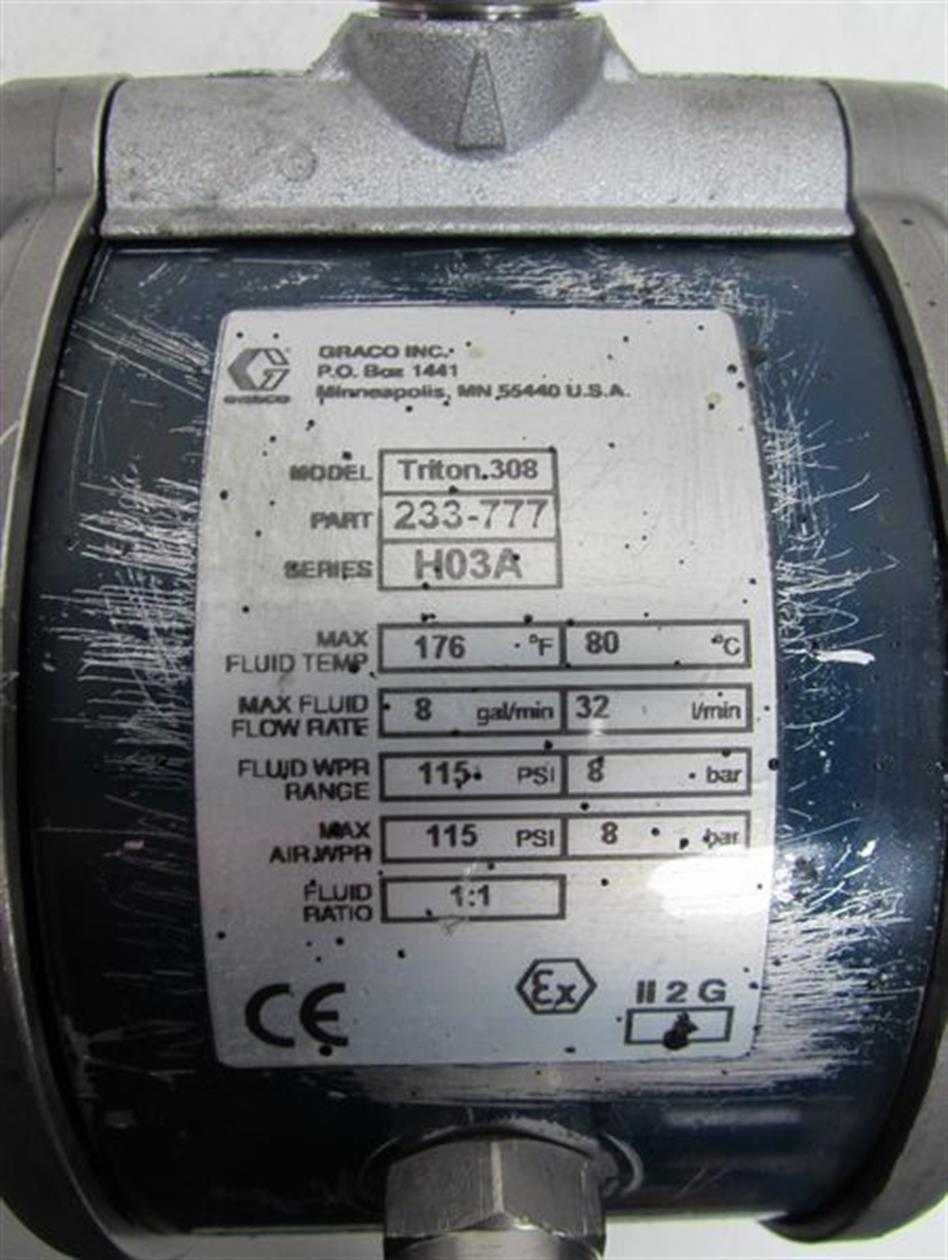 GRACO
GRACO INC.
P.O. Box 1441
Minneapolis, MN 55440 U.S.A.
MODEL Triton 308
PART 233-777
SERIES H03A
MAX FLUID TEMP 176 °F 80 °C
MAX FLUID FLOW RATE 8 gal/min 32 l/min
FLUID WPR RANGE 115 PSI 8 bar
MAX AIR WPR 115 PSI 8 bar
FLUID RATIO 1:1
CE Ex II 2 G